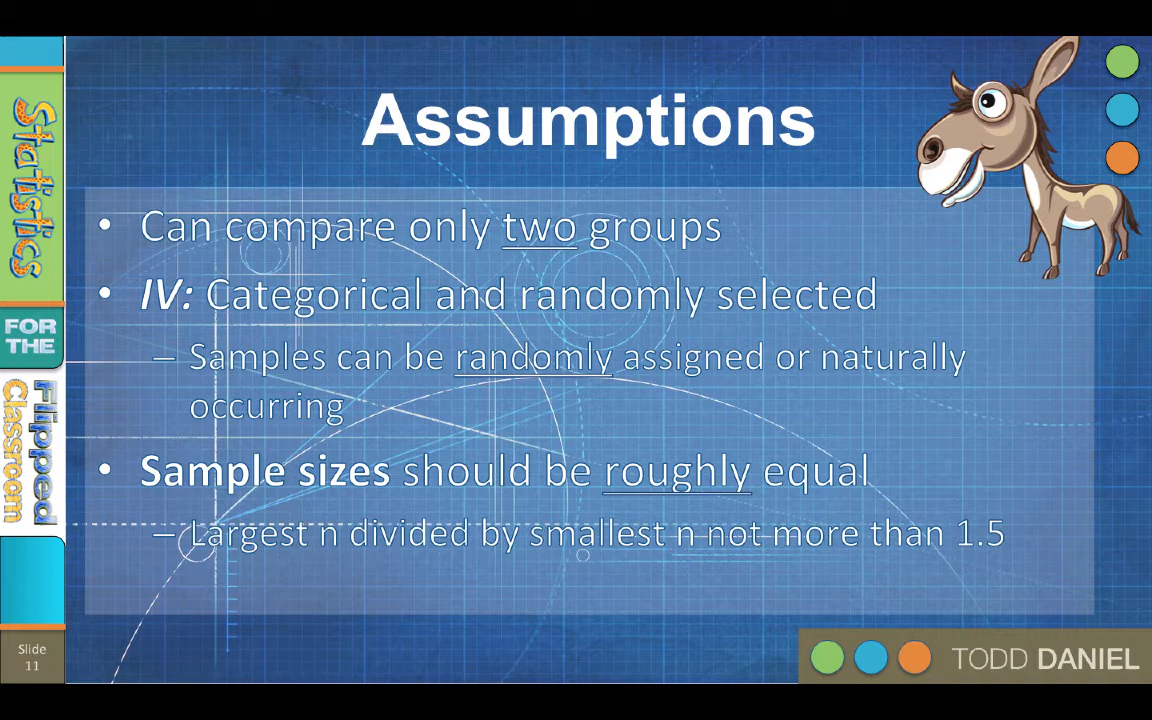 Assumptions
• Can compare only two groups
• IV: Categorical and randomly selected
– Samples can be randomly assigned or naturally
occurring
• Sample sizes should be roughly equal
– Largest n divided by smallest n not more than 1.5
Statistics
FOR
THE
Flipped
Classroom
Slide
11
TODD DANIEL